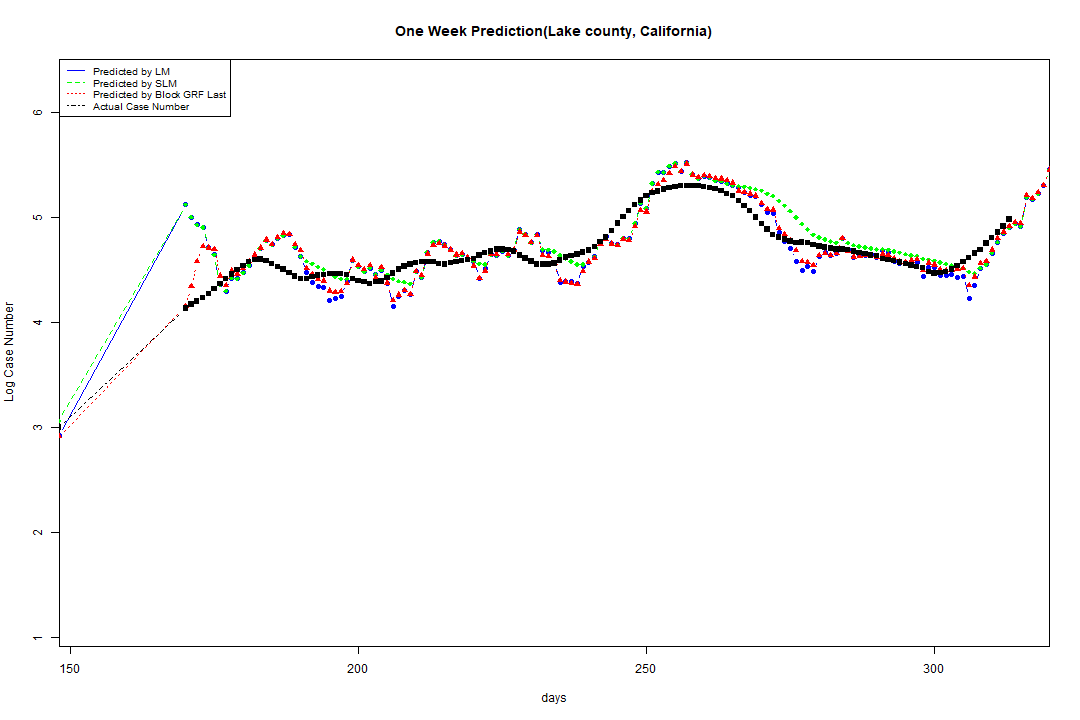 One Week Prediction(Lake county, California)
Predicted by LM
Predicted by SLM
Predicted by Block GRF Last
Actual Case Number
6
5
4
3
2
1
Log Case Number
150 200 250 300
days